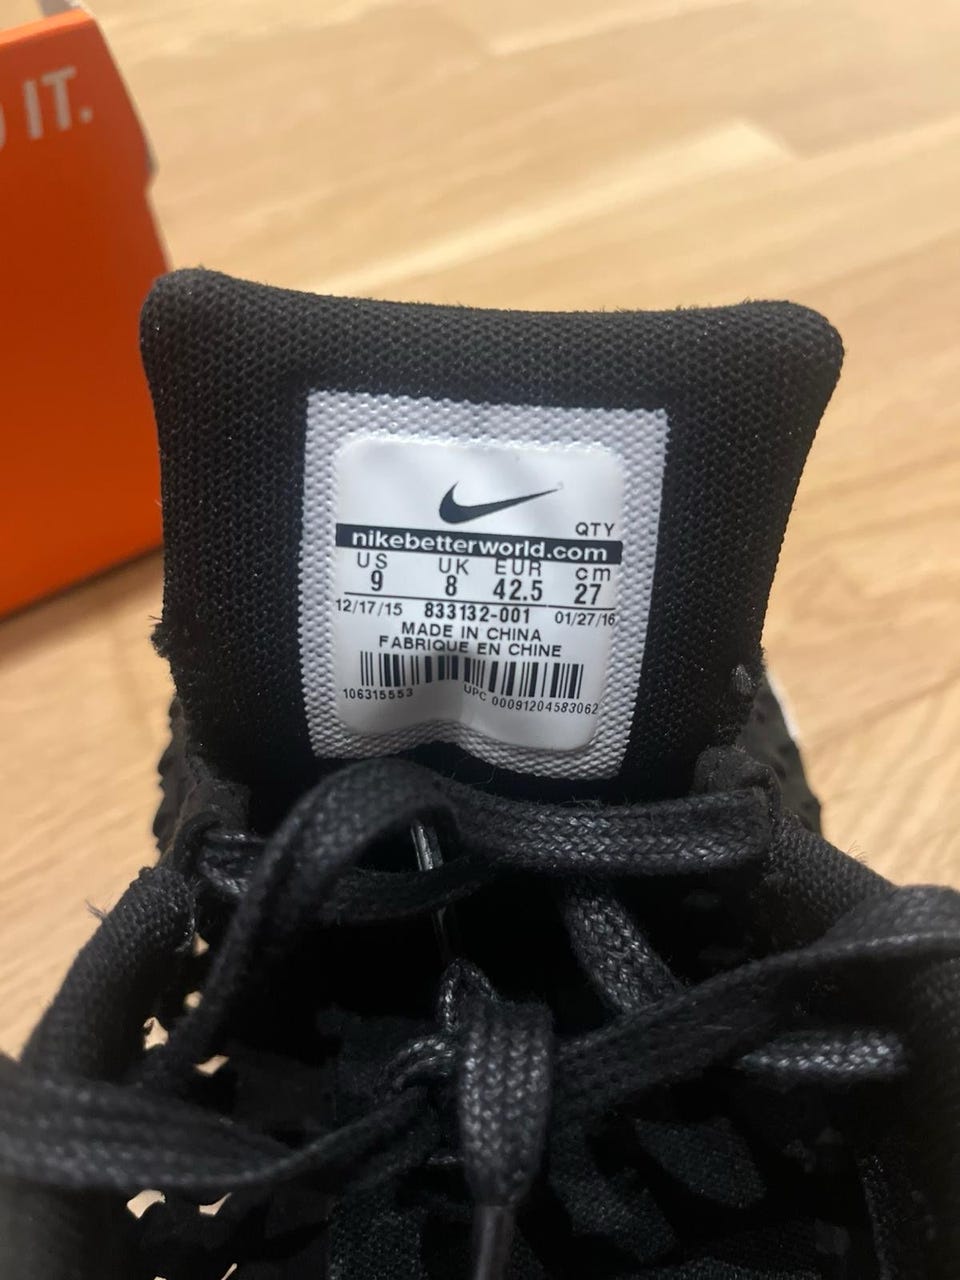 IT.
QTY
nikebetterworld.com
US UK EUR cm
9 8 42.5 27
12/17/15 833132-001 01/27/16
MADE IN CHINA
FABRIQUE EN CHINE
106315553 UPC 00091204583062